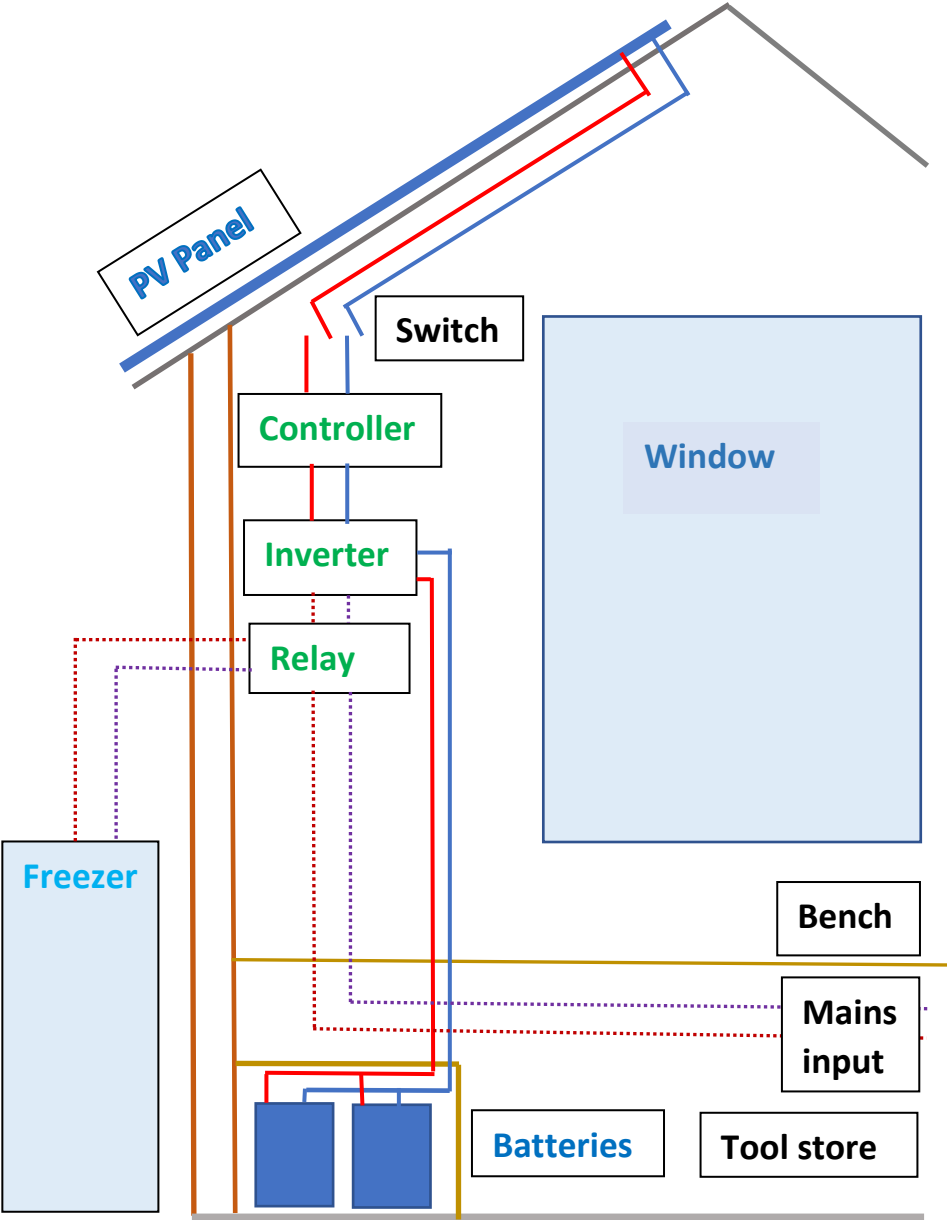 PV Panel
Switch
Controller
Window
Inverter
Relay
Freezer
Bench
Mains
input
Batteries
Tool store